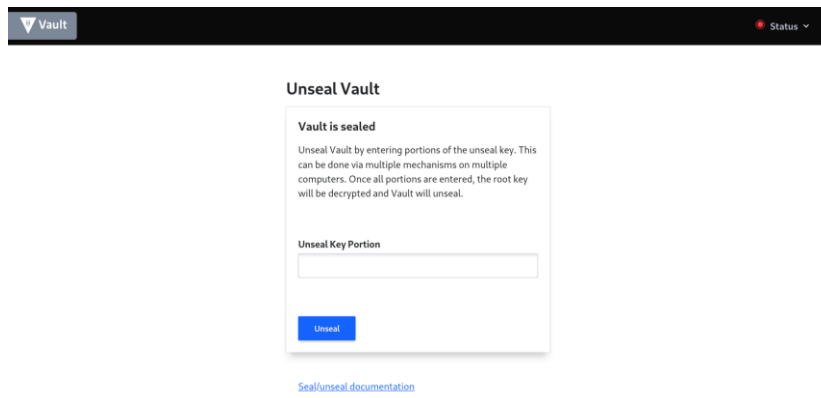 Vault
Status
Unseal Vault
Vault is sealed
Unseal Vault by entering portions of the unseal key. This
can be done via multiple mechanisms on multiple
computers. Once all portions are entered, the root key
will be decrypted and Vault will unseal.
Unseal Key Portion
Unseal
Seal/unseal documentation